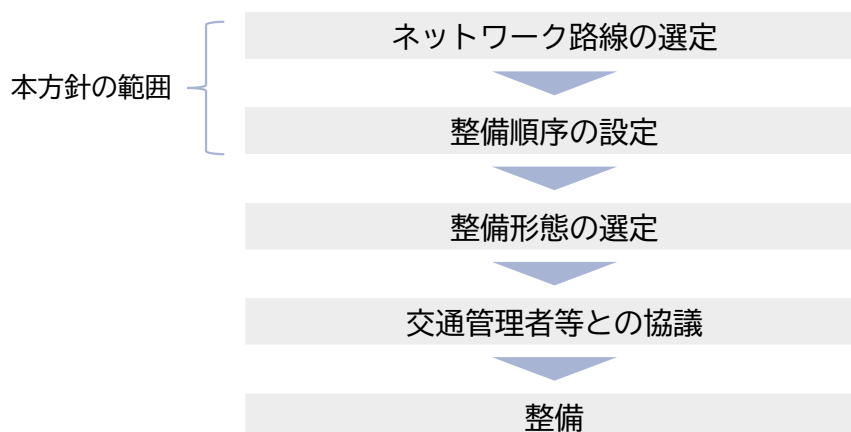 ネットワーク路線の選定
本方針の範囲
整備順序の設定
整備形態の選定
交通管理者等との協議
整備